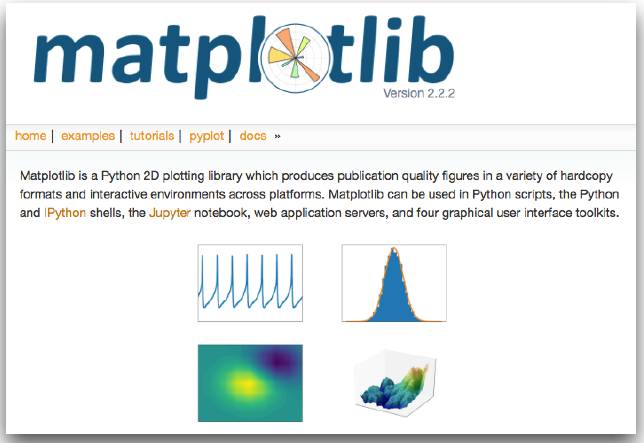 matplotlib
Version 2.2.2
home | examples | tutorials | pyplot | docs »
Matplotlib is a Python 2D plotting library which produces publication quality figures in a variety of hardcopy
formats and interactive environments across platforms. Matplotlib can be used in Python scripts, the Python
and IPython shells, the Jupyter notebook, web application servers, and four graphical user interface toolkits.